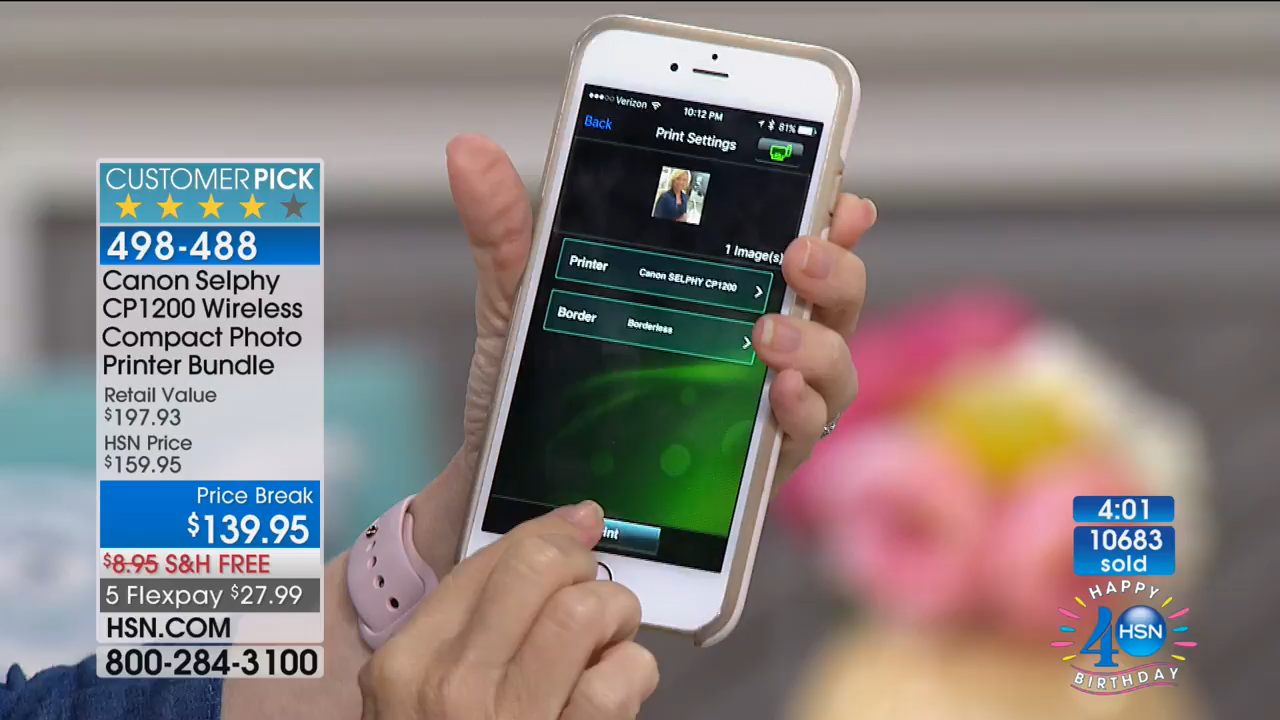 CUSTOMER PICK
498-488
Canon Selphy
CP1200 Wireless
Compact Photo
Printer Bundle
Retail Value
$197.93
HSN Price
$159.95
Price Break
$139.95
$8.95 S&H FREE
5 Flexpay $27.99
HSN.COM
800-284-3100
Verizon
10:12 PM
81%
Back
Print Settings
1 Image(s)
Printer Canon SELPHY CP1200
Border Borderless
4:01
10683
sold
HAPPY
40
HSN
BIRTHDAY